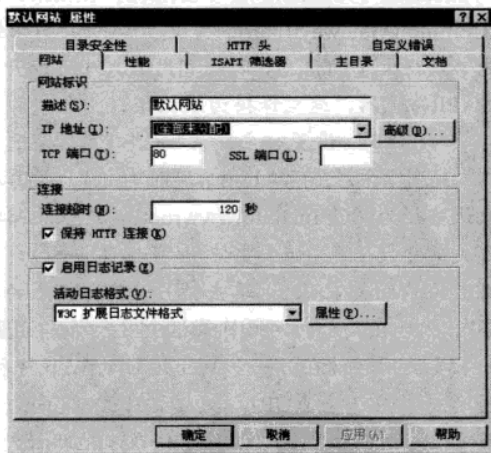 默认网站 属性
目录安全性 HTTP 头 自定义错误
网站 性能 ISAPI 筛选器 主目录 文档
网站标识
描述(S): 默认网站
IP 地址(I): 高级(D)...
TCP 端口(T): 80 SSL 端口(L):
连接
连接超时(N): 120 秒
保持 HTTP 连接(K)
启用日志记录(E)
活动日志格式(V):
W3C 扩展日志文件格式 属性(P)...
确定 取消 应用(A) 帮助